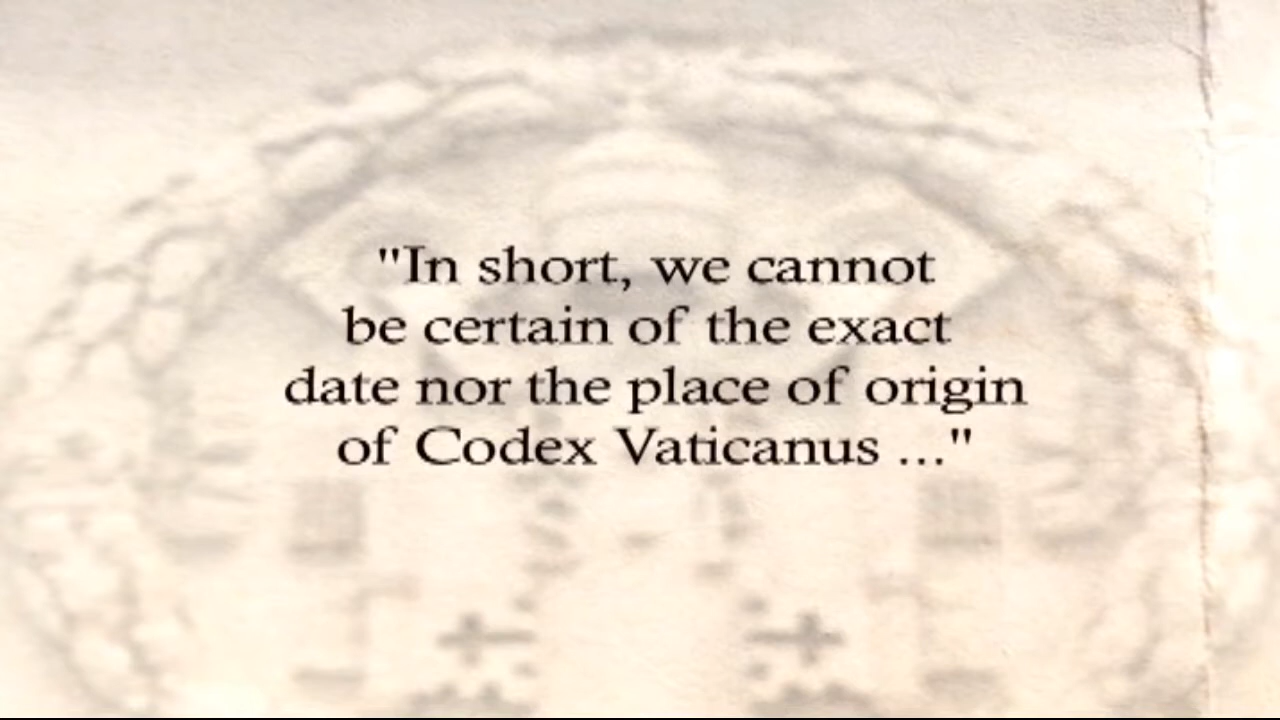 "In short, we cannot
be certain of the exact
date nor the place of origin
of Codex Vaticanus ..."